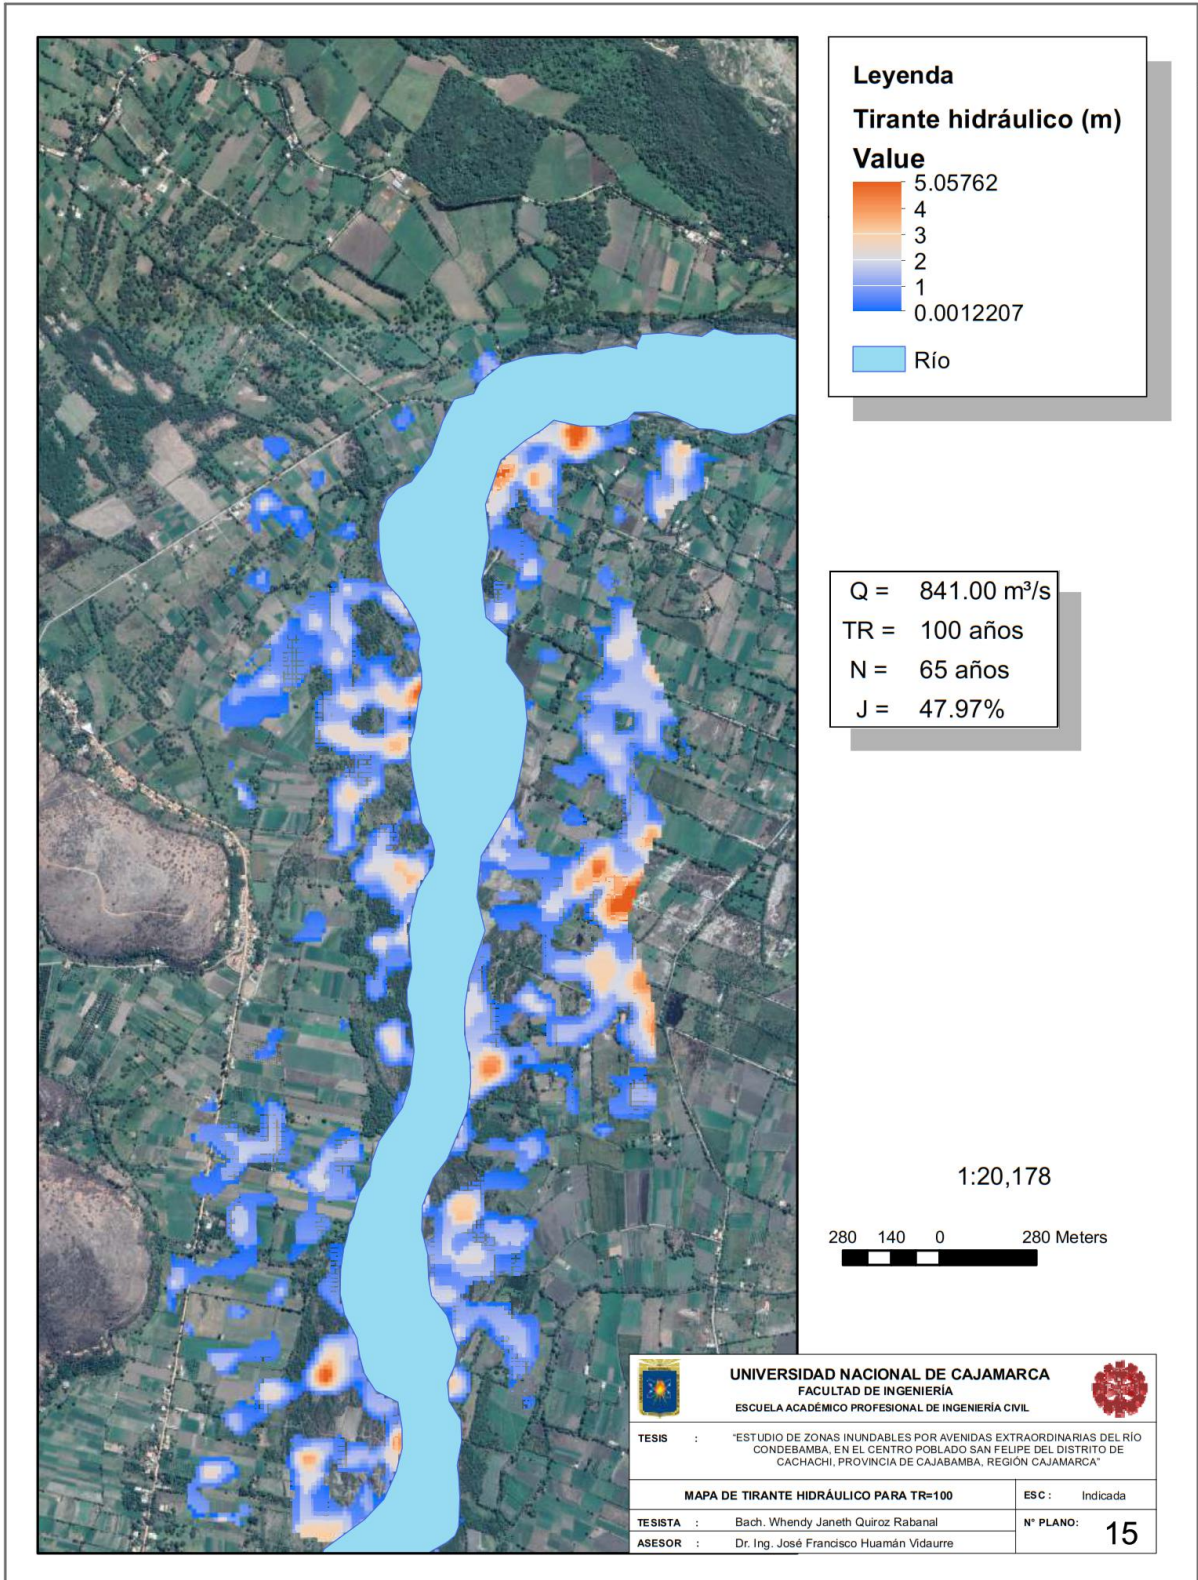 Leyenda
Tirante hidráulico (m)
Value
5.05762
4
3
2
1
0.0012207
Río
Q = 841.00 m³/s
TR = 100 años
N = 65 años
J = 47.97%
1:20,178
280 140 0 280 Meters
UNIVERSIDAD NACIONAL DE CAJAMARCA
FACULTAD DE INGENIERÍA
ESCUELA ACADÉMICO PROFESIONAL DE INGENIERÍA CIVIL
TESIS : "ESTUDIO DE ZONAS INUNDABLES POR AVENIDAS EXTRAORDINARIAS DEL RÍO
CONDEBAMBA, EN EL CENTRO POBLADO SAN FELIPE DEL DISTRITO DE
CACHACHI, PROVINCIA DE CAJABAMBA, REGIÓN CAJAMARCA"
MAPA DE TIRANTE HIDRÁULICO PARA TR=100
ESC : Indicada
TESISTA : Bach. Whendy Janeth Quiroz Rabanal
ASESOR : Dr. Ing. José Francisco Huamán Vidaurre
N° PLANO: 15